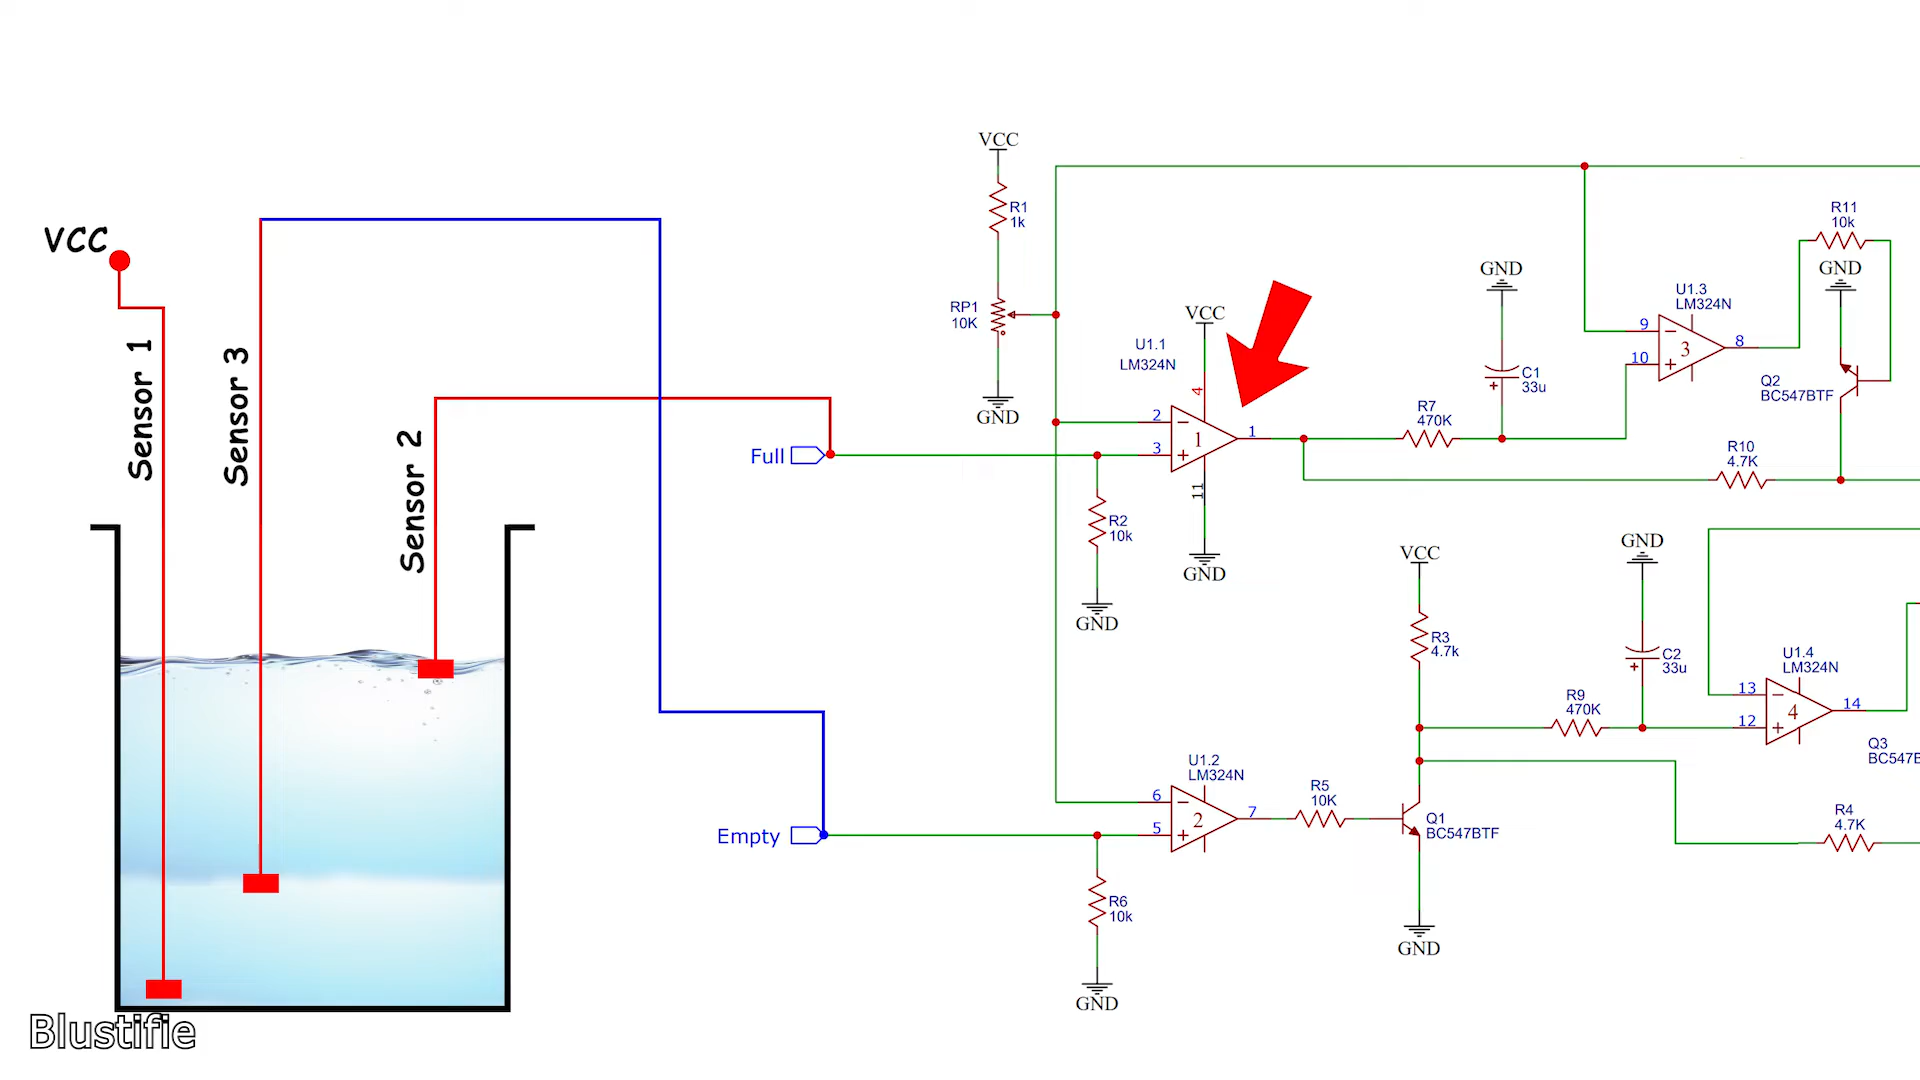 VCC
Sensor 1
Sensor 3
Sensor 2
Full
Empty
VCC
R1
1k
RP1
10K
GND
U1.1
LM324N
VCC
4
2
3
1
1
11
GND
R2
10k
GND
R7
470K
GND
C1
33u
U1.3
LM324N
9
10
3
8
R11
10k
GND
Q2
BC547BTF
R10
4.7K
VCC
R3
4.7k
GND
C2
33u
R9
470K
U1.4
LM324N
13
12
4
14
Q3
U1.2
LM324N
6
5
2
7
R5
10K
Q1
BC547BTF
GND
R4
4.7K
R6
10k
GND
Blustifie